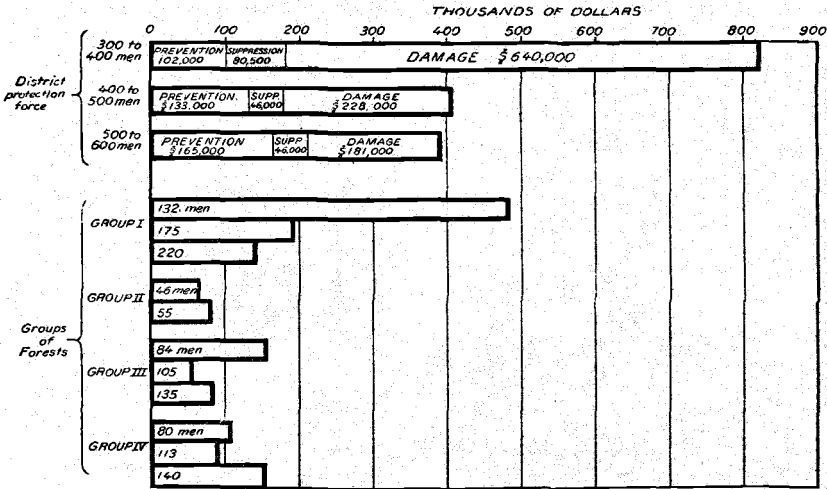 THOUSANDS OF DOLLARS
0 100 200 300 400 500 600 700 800 900
District protection force
300 to 400 men
PREVENTION 102,000
SUPPRESSION 80,500
DAMAGE $640,000
400 to 500 men
PREVENTION. $133.000
SUPP. 46,000
DAMAGE $228,000
500 to 600 men
PREVENTION $165,000
SUPP. 46,000
DAMAGE $181,000
Groups of Forests
GROUP I
132. men
175
220
GROUP II
46 men
55
GROUP III
84 men
105
135
GROUP IV
80 men
113
140